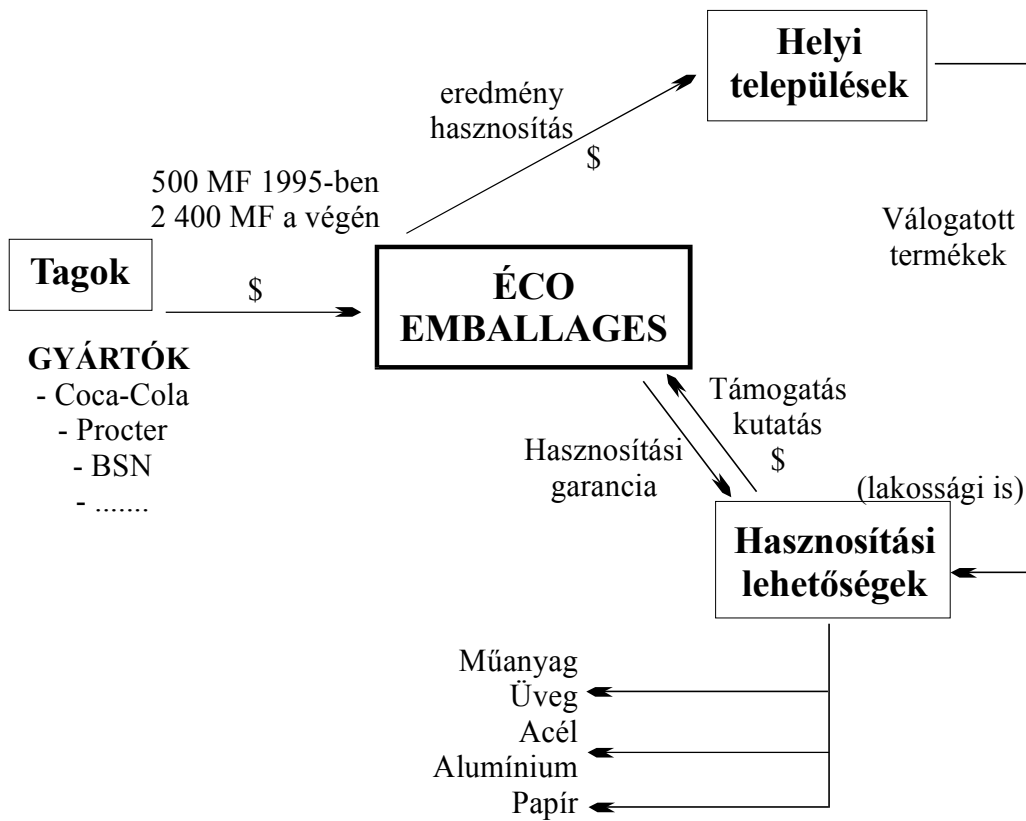 Helyi
települések
eredmény
hasznosítás
$
500 MF 1995-ben
2 400 MF a végén
Válogatott
termékek
Tagok
$
ÉCO
EMBALLAGES
GYÁRTÓK
- Coca-Cola
- Procter
- BSN
- .......
Támogatás
kutatás
$
Hasznosítási
garancia
(lakossági is)
Hasznosítási
lehetőségek
Műanyag
Üveg
Acél
Alumínium
Papír